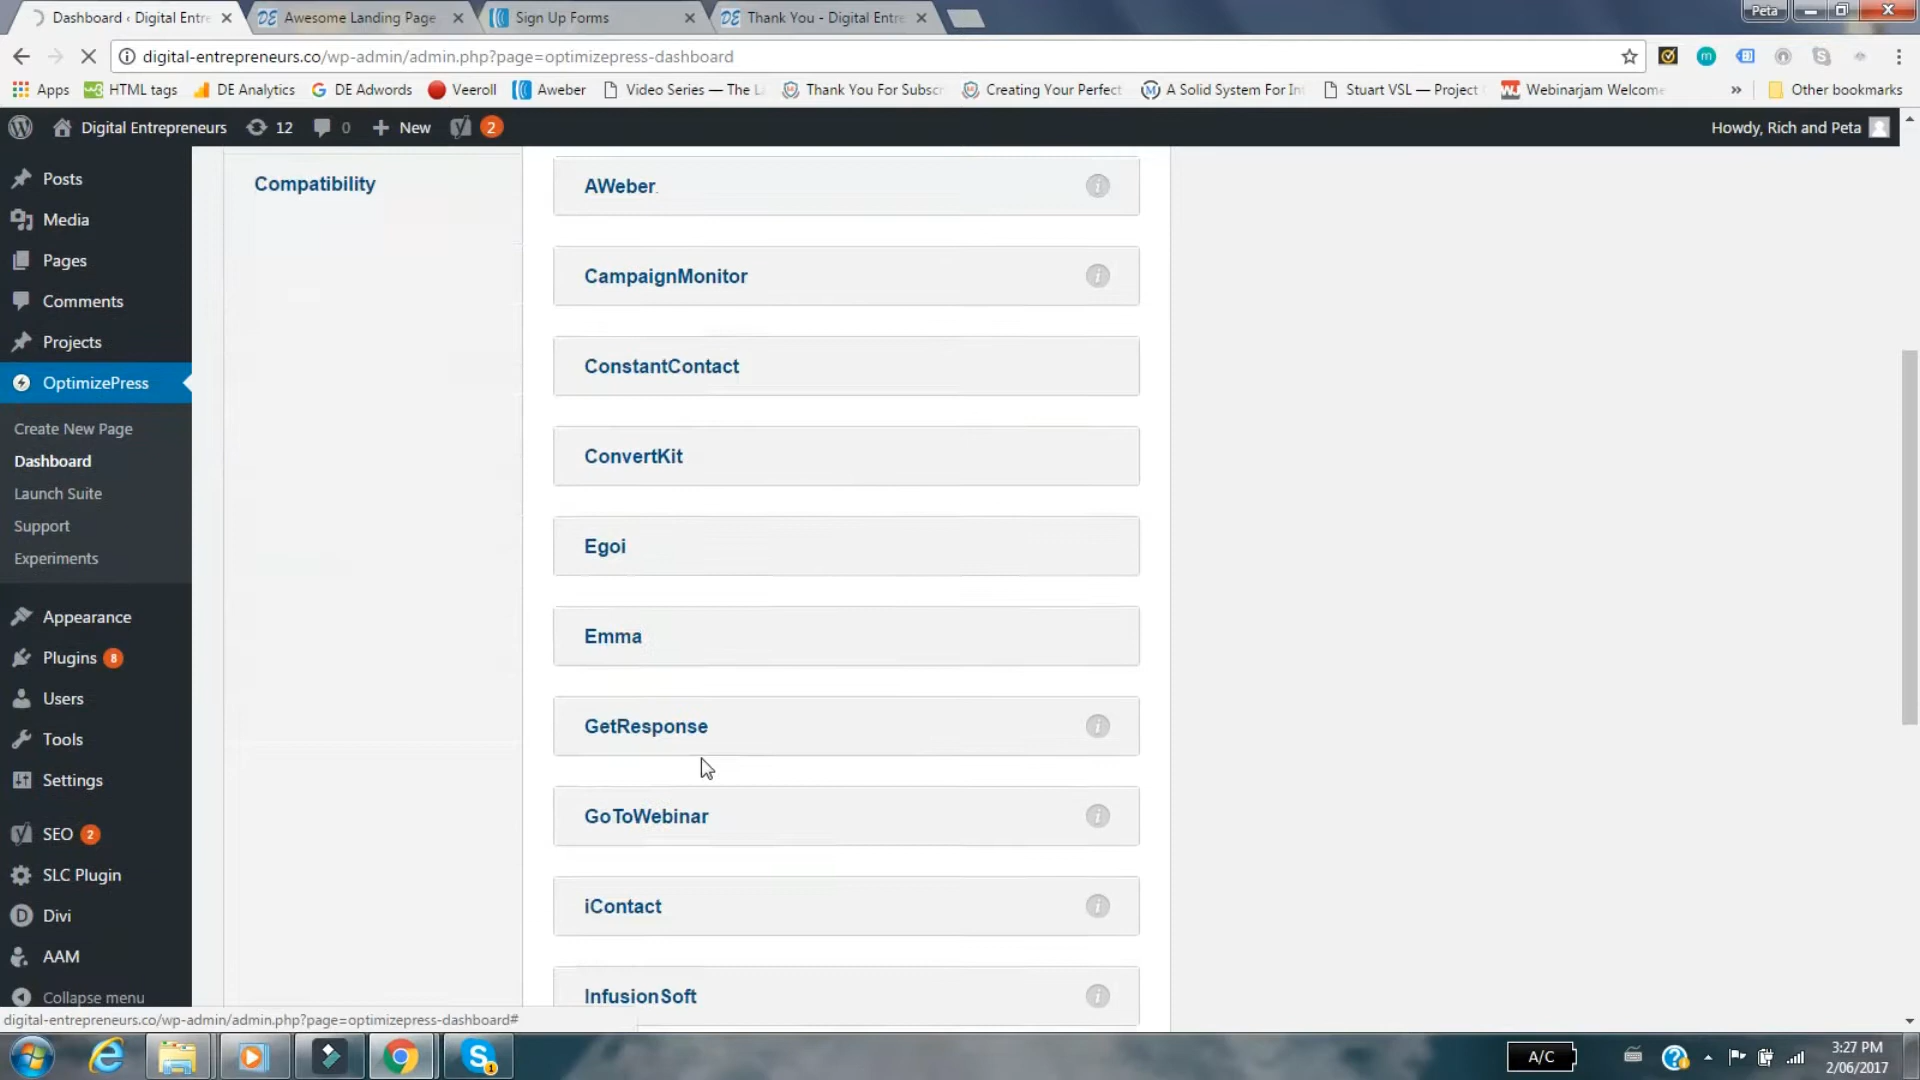 Dashboard ‹ Digital Entre
Awesome Landing Page
Sign Up Forms
Thank You - Digital Entre
Peta
digital-entrepreneurs.co/wp-admin/admin.php?page=optimizepress-dashboard
Apps
HTML tags
DE Analytics
DE Adwords
Veeroll
Aweber
Video Series — The L
Thank You For Subsc
Creating Your Perfect
A Solid System For In
Stuart VSL — Project
Webinarjam Welcome
»
Other bookmarks
Digital Entrepreneurs
12
0
New
2
Howdy, Rich and Peta
Posts
Media
Pages
Comments
Projects
OptimizePress
Create New Page
Dashboard
Launch Suite
Support
Experiments
Appearance
Plugins 8
Users
Tools
Settings
SEO 2
SLC Plugin
Divi
AAM
Collapse menu
Compatibility
AWeber
CampaignMonitor
ConstantContact
ConvertKit
Egoi
Emma
GetResponse
GoToWebinar
iContact
InfusionSoft
digital-entrepreneurs.co/wp-admin/admin.php?page=optimizepress-dashboard#
A/C
3:27 PM
2/06/2017